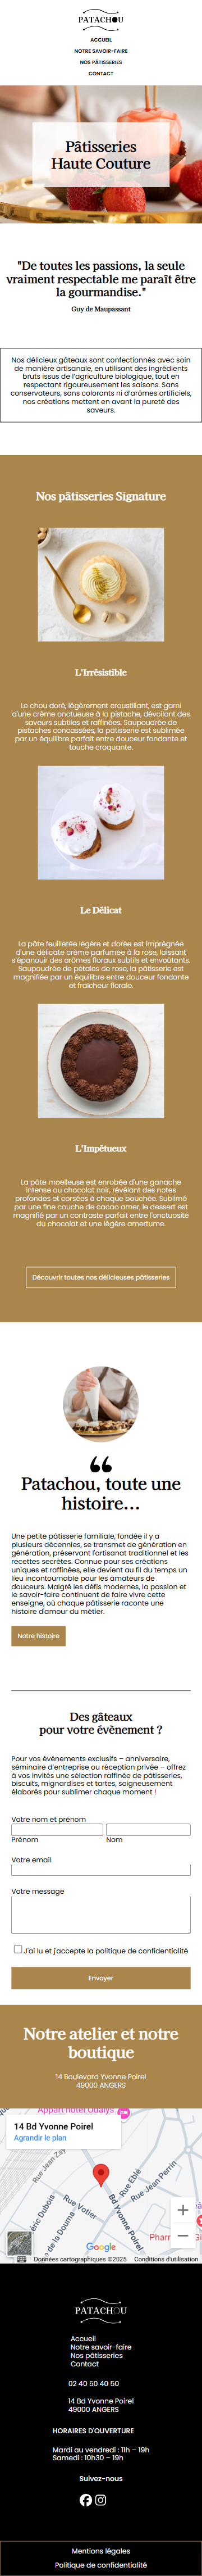 PATACHOU
ACCUEIL
NOTRE SAVOIR-FAIRE
NOS PÂTISSERIES
CONTACT
Pâtisseries
Haute Couture
"De toutes les passions, la seule
vraiment respectable me paraît être
la gourmandise."
Guy de Maupassant
Nos délicieux gâteaux sont confectionnés avec soin
de manière artisanale, en utilisant des ingrédients
bruts issus de l'agriculture biologique, tout en
respectant rigoureusement les saisons. Sans
conservateurs, sans colorants ni d'arômes artificiels,
nos créations mettent en avant la pureté des
saveurs.
Nos pâtisseries Signature
L'Irrésistible
Le chou doré, légèrement croustillant, est garni
d'une crème onctueuse à la pistache, dévoilant des
saveurs subtiles et raffinées. Saupoudrée de
pistaches concassées, la pâtisserie est sublimée
par un équilibre parfait entre douceur fondante et
touche croquante.
Le Délicat
La pâte feuilletée légère et dorée est imprégnée
d'une délicate crème parfumée à la rose, laissant
s'épanouir des arômes floraux subtils et envoûtants.
Saupoudrée de pétales de rose, la pâtisserie est
magnifiée par un équilibre entre douceur fondante
et fraîcheur florale.
L'Impétueux
La pâte moelleuse est enrobée d'une ganache
intense au chocolat noir, révélant des notes
profondes et corsées à chaque bouchée. Sublimé
par une fine couche de cacao amer, le dessert est
magnifié par un contraste parfait entre l'onctuosité
du chocolat et une légère amertume.
Découvrir toutes nos délicieuses pâtisseries
Patachou, toute une
histoire...
Une petite pâtisserie familiale, fondée il y a
plusieurs décennies, se transmet de génération en
génération, préservant l'artisanat traditionnel et les
recettes secrètes. Connue pour ses créations
uniques et raffinées, elle devient au fil du temps un
lieu incontournable pour les amateurs de
douceurs. Malgré les défis modernes, la passion et
le savoir-faire continuent de faire vivre cette
enseigne, où chaque pâtisserie raconte une
histoire d'amour du métier.
Notre histoire
Des gâteaux
pour votre évènement ?
Pour vos événements exclusifs – anniversaire,
séminaire d'entreprise ou réception privée – offrez
à vos invités une sélection raffinée de pâtisseries,
biscuits, mignardises et tartes, soigneusement
élaborés pour sublimer chaque moment !
Votre nom et prénom
Prénom Nom
Votre email
Votre message
J'ai lu et j'accepte la politique de confidentialité
Envoyer
Notre atelier et notre
boutique
14 Boulevard Yvonne Poirel
49000 ANGERS
Appart'hôtel Odalys
14 Bd Yvonne Poirel
Agrandir le plan
Rue Jean-Zay
Rue Eblé
Rue Jean Perrin
Rue Votier
Bd Yvonne Poirel
de la Douma
Google
Données cartographiques ©2025 Conditions d'utilisation
PATACHOU
Accueil
Notre savoir-faire
Nos pâtisseries
Contact
02 40 50 40 50
14 Bd Yvonne Poirel
49000 ANGERS
HORAIRES D'OUVERTURE
Mardi au vendredi : 11h – 19h
Samedi : 10h30 – 19h
Suivez-nous
Mentions légales
Politique de confidentialité